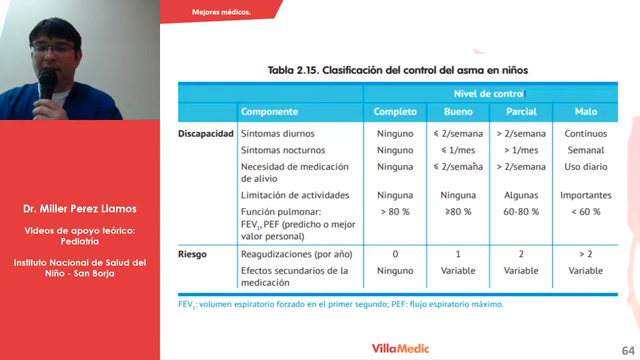 Mejores médicos.
Tabla 2.15. Clasificación del control del asma en niños
Nivel de control
Componente Completo Bueno Parcial Malo
Discapacidad Síntomas diurnos Ninguno ≤ 2/semana > 2/semana Continuos
Síntomas nocturnos Ninguno ≤ 1/mes > 1/mes Semanal
Necesidad de medicación de alivio Ninguna ≤ 2/semana > 2/semana Uso diario
Limitación de actividades Ninguna Ninguna Algunas Importantes
Función pulmonar: > 80 % ≥80 % 60-80 % < 60 %
FEV1, PEF (predicho o mejor
valor personal)
Riesgo Reagudizaciones (por año) 0 1 2 > 2
Efectos secundarios de la Ninguno Variable Variable Variable
medicación
FEV1: volumen espiratorio forzado en el primer segundo; PEF: flujo espiratorio máximo.
Dr. Miller Perez Llamos
Videos de apoyo teórico:
Pediatría
Instituto Nacional de Salud del
Niño - San Borja
VillaMedic
64